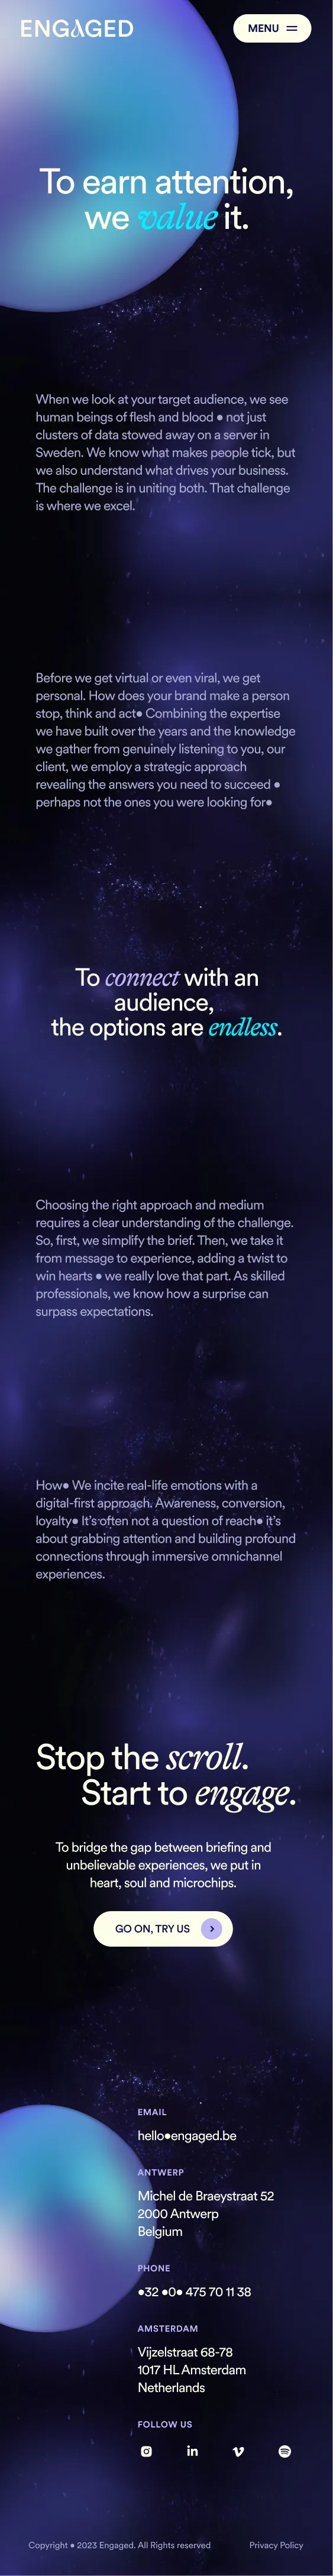 ENGAGED
MENU
To earn attention,
we value it.
When we look at your target audience, we see
human beings of flesh and blood ● not just
clusters of data stowed away on a server in
Sweden. We know what makes people tick, but
we also understand what drives your business.
The challenge is in uniting both. That challenge
is where we excel.
Before we get virtual or even viral, we get
personal. How does your brand make a person
stop, think and act● Combining the expertise
we have built over the years and the knowledge
we gather from genuinely listening to you, our
client, we employ a strategic approach
revealing the answers you need to succeed ●
perhaps not the ones you were looking for●
To connect with an
audience,
the options are endless.
Choosing the right approach and medium
requires a clear understanding of the challenge.
So, first, we simplify the brief. Then, we take it
from message to experience, adding a twist to
win hearts ● we really love that part. As skilled
professionals, we know how a surprise can
surpass expectations.
How● We incite real-life emotions with a
digital-first approach. Awareness, conversion,
loyalty● It's often not a question of reach● it's
about grabbing attention and building profound
connections through immersive omnichannel
experiences.
Stop the scroll.
Start to engage.
To bridge the gap between briefing and
unbelievable experiences, we put in
heart, soul and microchips.
GO ON, TRY US
EMAIL
hello●engaged.be
ANTWERP
Michel de Braeystraat 52
2000 Antwerp
Belgium
PHONE
●32 ●0● 475 70 11 38
AMSTERDAM
Vijzelstraat 68-78
1017 HL Amsterdam
Netherlands
FOLLOW US
Copyright ● 2023 Engaged. All Rights reserved
Privacy Policy